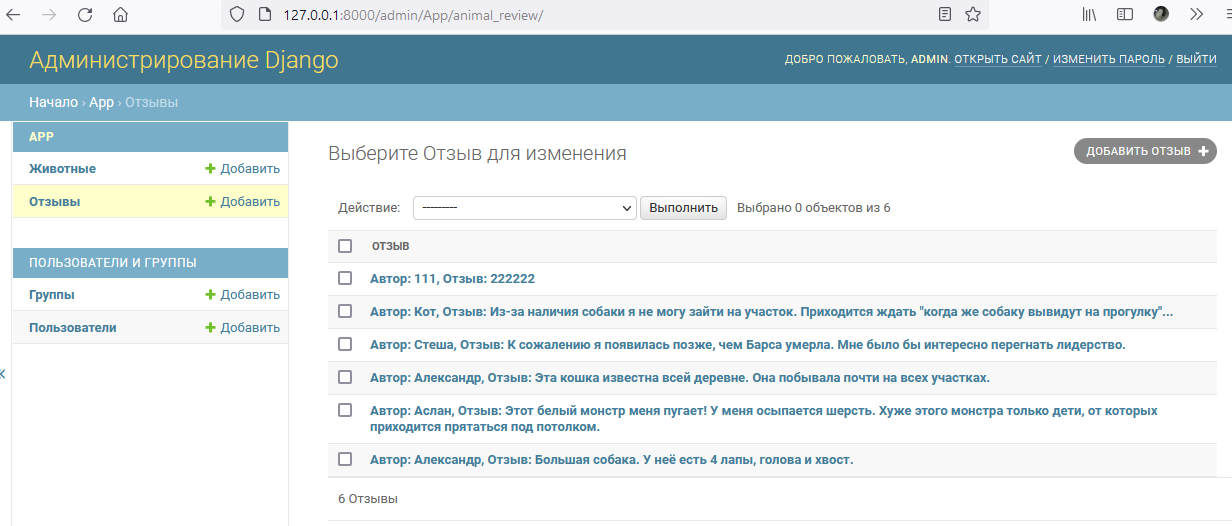 127.0.0.1:8000/admin/App/animal_review/
Администрирование Django
ДОБРО ПОЖАЛОВАТЬ, ADMIN. ОТКРЫТЬ САЙТ / ИЗМЕНИТЬ ПАРОЛЬ / ВЫЙТИ
Начало › App › Отзывы
APP
Животные + Добавить
Отзывы + Добавить
ПОЛЬЗОВАТЕЛИ И ГРУППЫ
Группы + Добавить
Пользователи + Добавить
«
Выберите Отзыв для изменения
ДОБАВИТЬ ОТЗЫВ +
Действие: --------- Выполнить Выбрано 0 объектов из 6
ОТЗЫВ
Автор: 111, Отзыв: 222222
Автор: Кот, Отзыв: Из-за наличия собаки я не могу зайти на участок. Приходится ждать "когда же собаку вывидут на прогулку"...
Автор: Стеша, Отзыв: К сожалению я появилась позже, чем Барса умерла. Мне было бы интересно перегнать лидерство.
Автор: Александр, Отзыв: Эта кошка известна всей деревне. Она побывала почти на всех участках.
Автор: Аслан, Отзыв: Этот белый монстр меня пугает! У меня осыпается шерсть. Хуже этого монстра только дети, от которых
приходится прятаться под потолком.
Автор: Александр, Отзыв: Большая собака. У неё есть 4 лапы, голова и хвост.
6 Отзывы